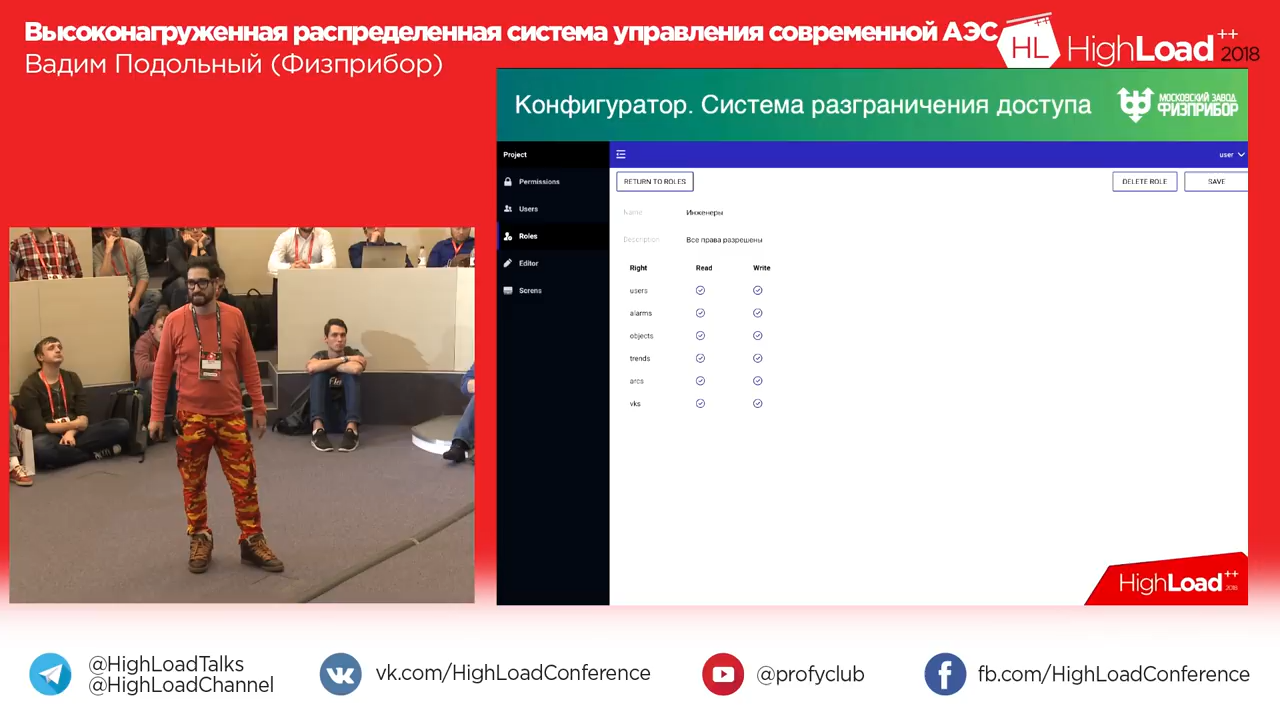 Высоконагруженная распределенная система управления современной АЭС
Вадим Подольный (Физприбор)
HL HighLoad++ 2018
Конфигуратор. Система разграничения доступа
МОСКОВСКИЙ ЗАВОД
ФИЗПРИБОР
Project
user
Permissions
Users
Roles
Editor
Screns
RETURN TO ROLES
DELETE ROLE
SAVE
Name
Инженеры
Description
Все права разрешены
Right Read Write
users
alarms
objects
trends
arcs
vks
HighLoad++ 2018
@HighLoadTalks
@HighLoadChannel
vk.com/HighLoadConference
@profyclub
fb.com/HighLoadConference